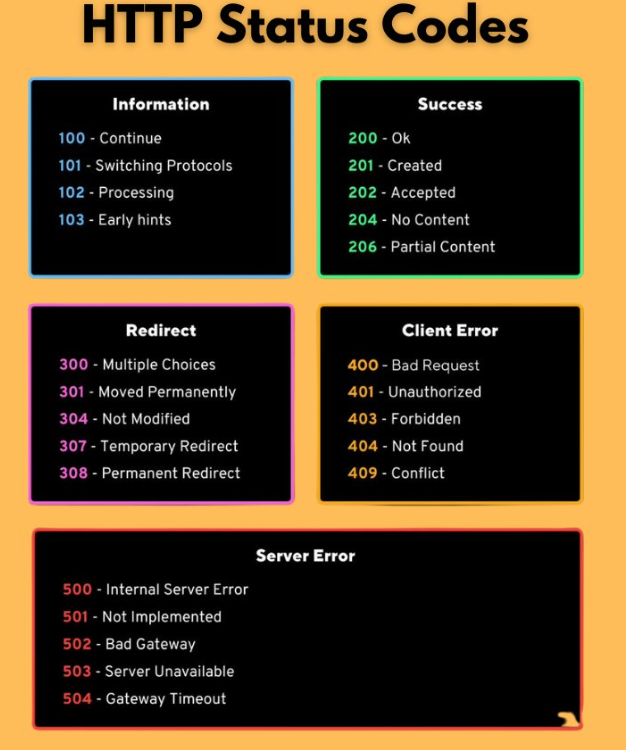 HTTP Status Codes
Information
100 - Continue
101 - Switching Protocols
102 - Processing
103 - Early hints
Success
200 - Ok
201 - Created
202 - Accepted
204 - No Content
206 - Partial Content
Redirect
300 - Multiple Choices
301 - Moved Permanently
304 - Not Modified
307 - Temporary Redirect
308 - Permanent Redirect
Client Error
400 - Bad Request
401 - Unauthorized
403 - Forbidden
404 - Not Found
409 - Conflict
Server Error
500 - Internal Server Error
501 - Not Implemented
502 - Bad Gateway
503 - Server Unavailable
504 - Gateway Timeout